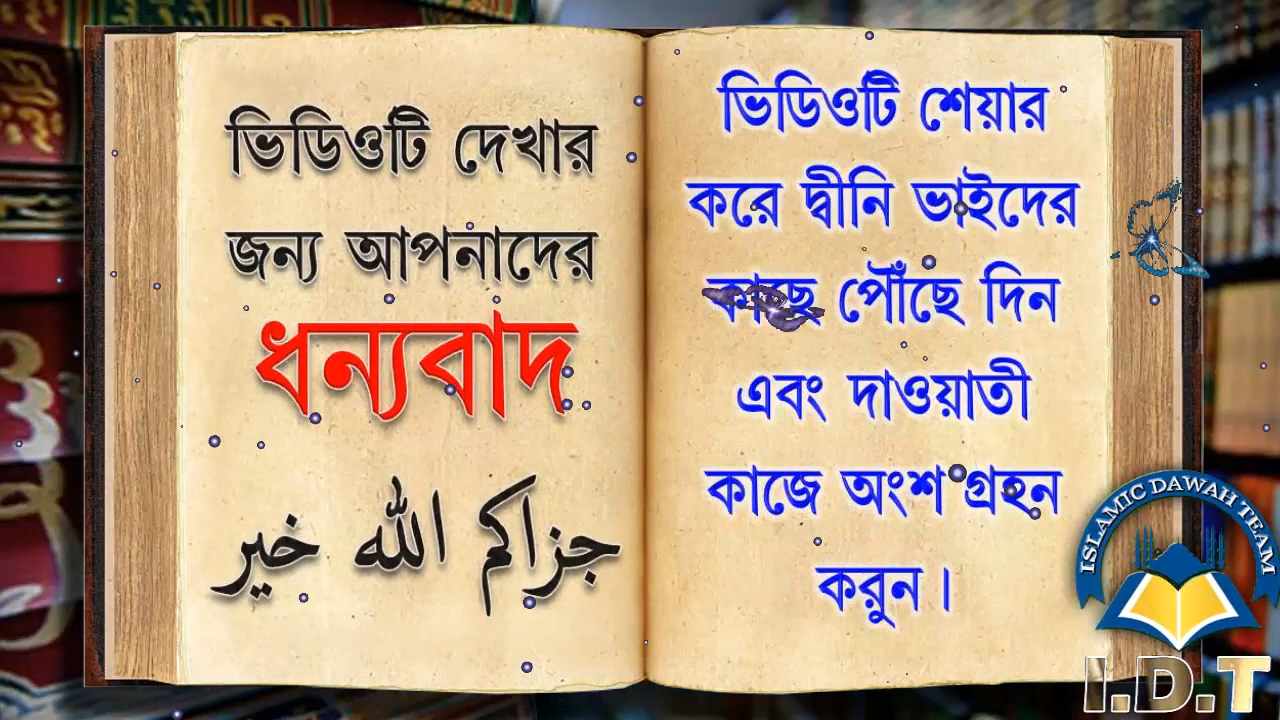 ভিডিওটি দেখার
জন্য আপনাদের
ধন্যবাদ
جزاكم الله خير
ভিডিওটি শেয়ার
করে দ্বীনি ভাইদের
কাছে পৌঁছে দিন
এবং দাওয়াতী
কাজে অংশ গ্রহন
করুন।
ISLAMIC DAWAH TEAM
I.D.T